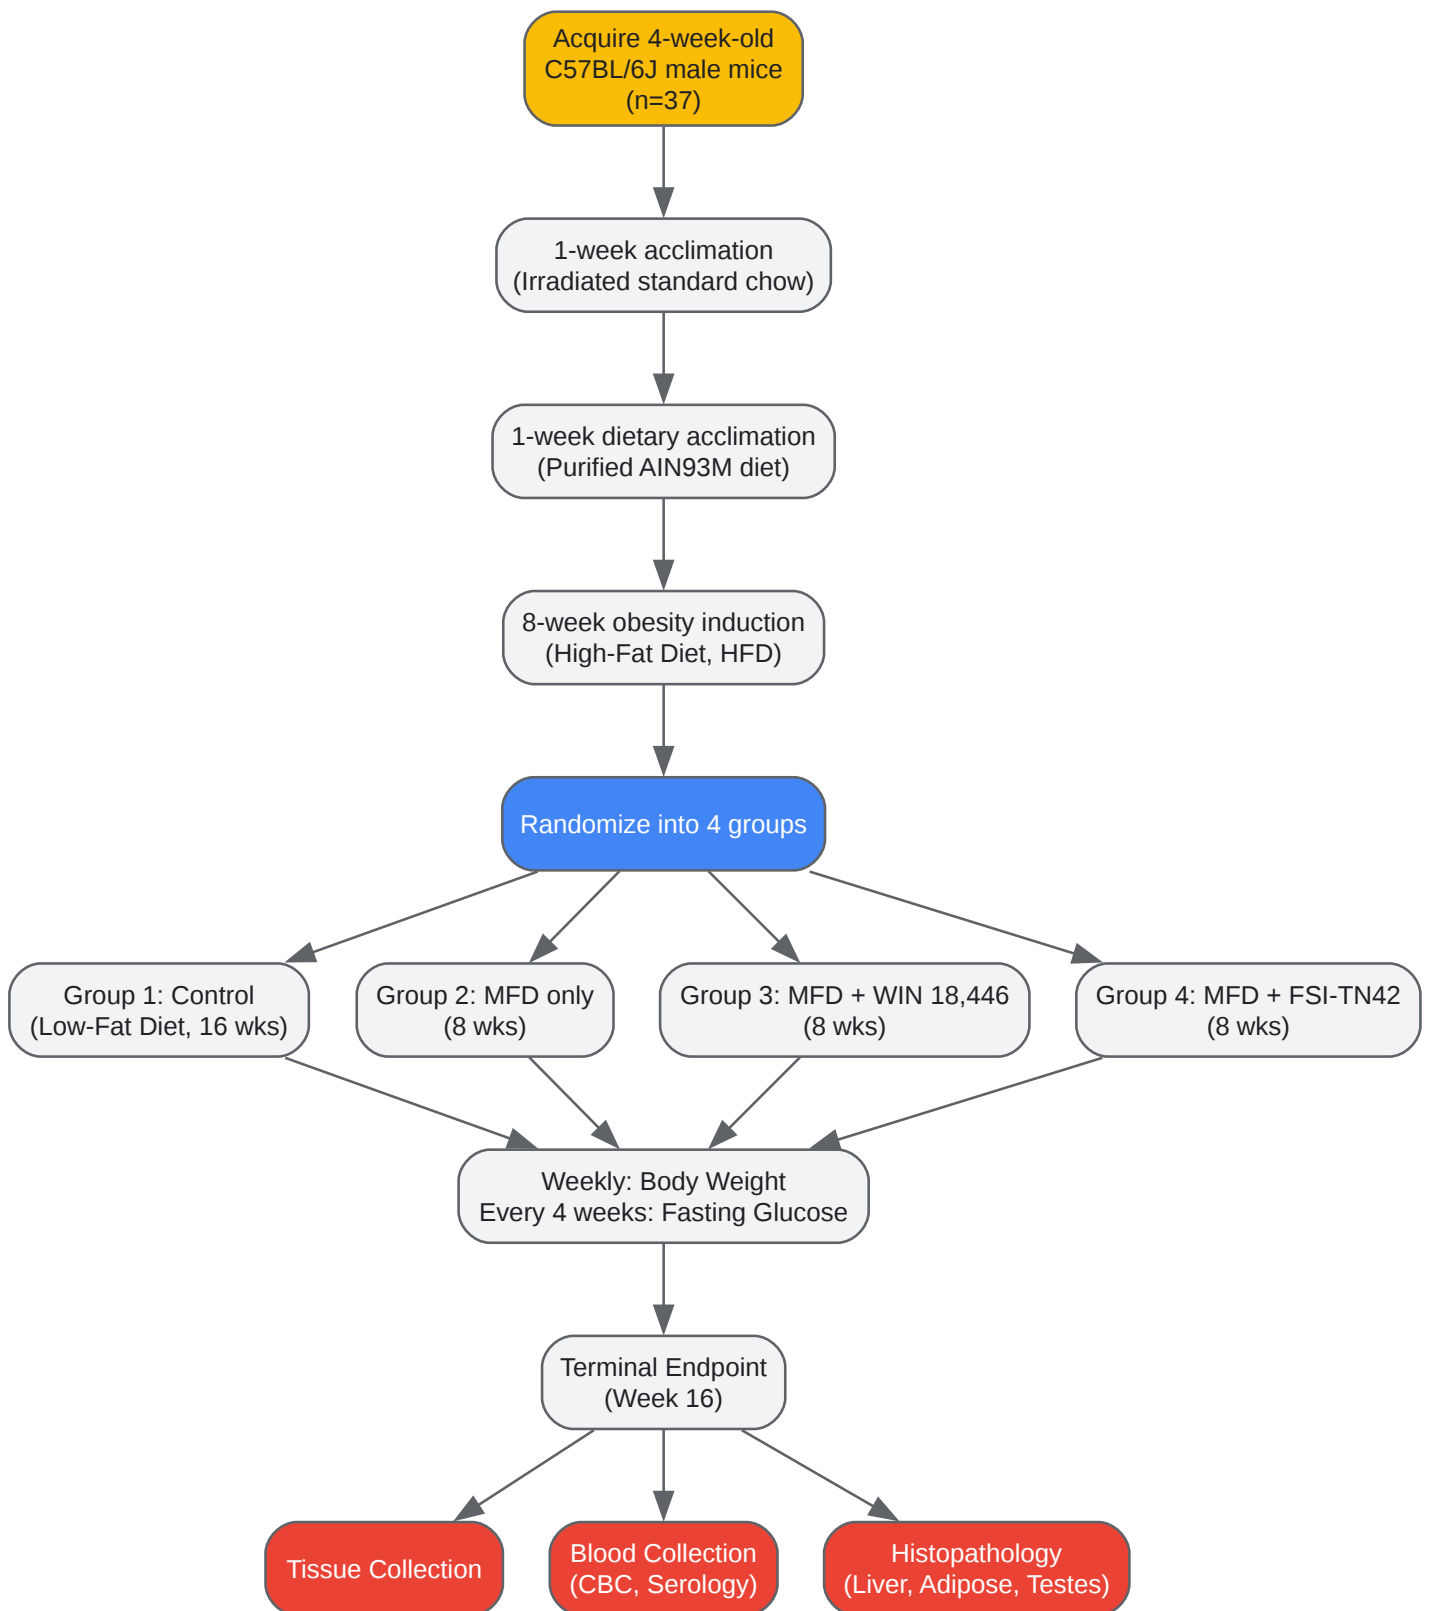 Acquire 4-week-old
C57BL/6J male mice
(n=37)
1-week acclimation
(Irradiated standard chow)
1-week dietary acclimation
(Purified AIN93M diet)
8-week obesity induction
(High-Fat Diet, HFD)
Randomize into 4 groups
Group 1: Control
(Low-Fat Diet, 16 wks)
Group 2: MFD only
(8 wks)
Group 3: MFD + WIN 18,446
(8 wks)
Group 4: MFD + FSI-TN42
(8 wks)
Weekly: Body Weight
Every 4 weeks: Fasting Glucose
Terminal Endpoint
(Week 16)
Tissue Collection
Blood Collection
(CBC, Serology)
Histopathology
(Liver, Adipose, Testes)